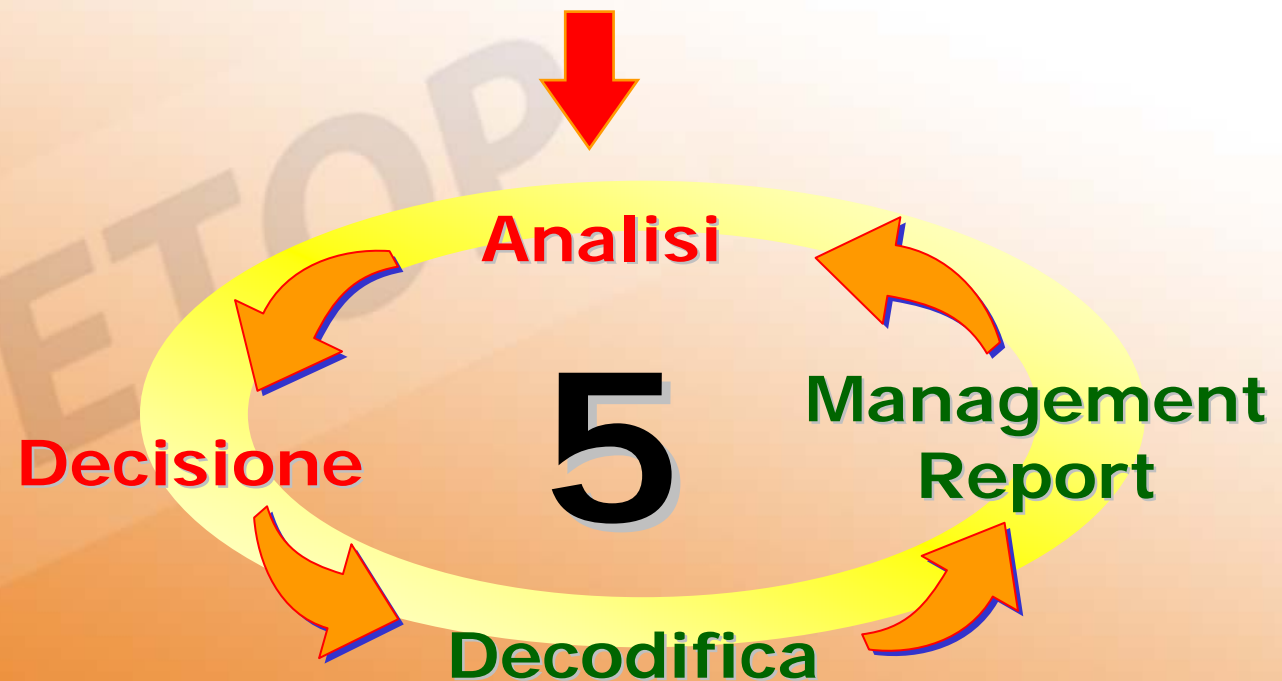 ETOP
Analisi
5
Management
Report
Decisione
Decodifica